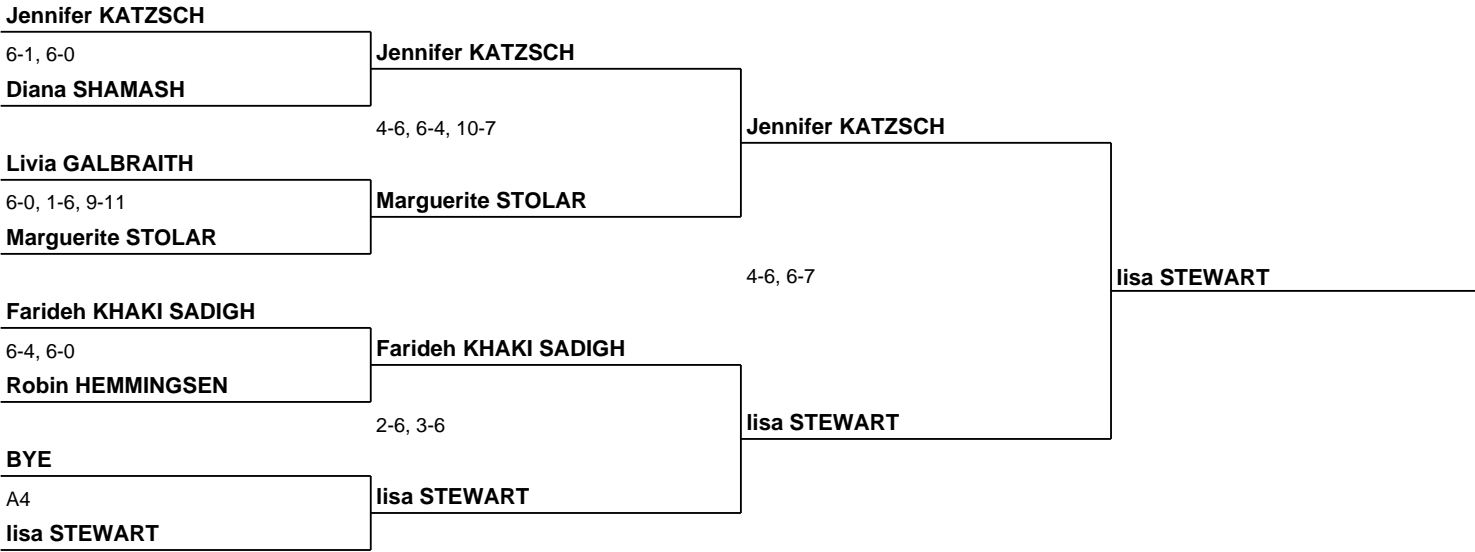 Jennifer KATZSCH
6-1, 6-0
Jennifer KATZSCH
Diana SHAMASH
4-6, 6-4, 10-7
Jennifer KATZSCH
Livia GALBRAITH
6-0, 1-6, 9-11
Marguerite STOLAR
Marguerite STOLAR
4-6, 6-7
lisa STEWART
Farideh KHAKI SADIGH
6-4, 6-0
Farideh KHAKI SADIGH
Robin HEMMINGSEN
2-6, 3-6
lisa STEWART
BYE
A4
lisa STEWART
lisa STEWART